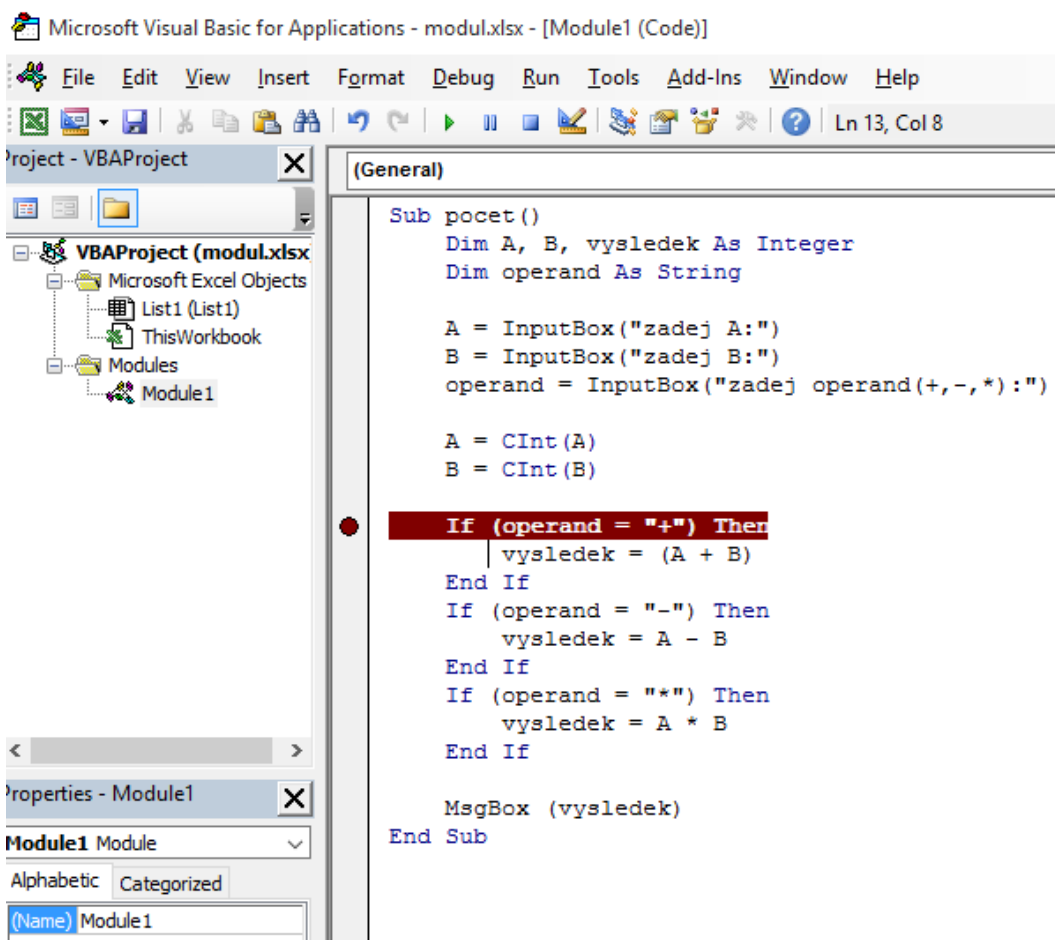 Microsoft Visual Basic for Applications - modul.xlsx - [Module1 (Code)]
File Edit View Insert Format Debug Run Tools Add-Ins Window Help
Ln 13, Col 8
Project - VBAProject
(General)
VBAProject (modul.xlsx
Microsoft Excel Objects
List1 (List1)
ThisWorkbook
Modules
Module1
Sub pocet()
Dim A, B, vysledek As Integer
Dim operand As String
A = InputBox("zadej A:")
B = InputBox("zadej B:")
operand = InputBox("zadej operand(+,-,*):")
A = CInt(A)
B = CInt(B)
If (operand = "+") Then
vysledek = (A + B)
End If
If (operand = "-") Then
vysledek = A - B
End If
If (operand = "*") Then
vysledek = A * B
End If
MsgBox (vysledek)
End Sub
Properties - Module1
Module1 Module
Alphabetic Categorized
(Name) Module1